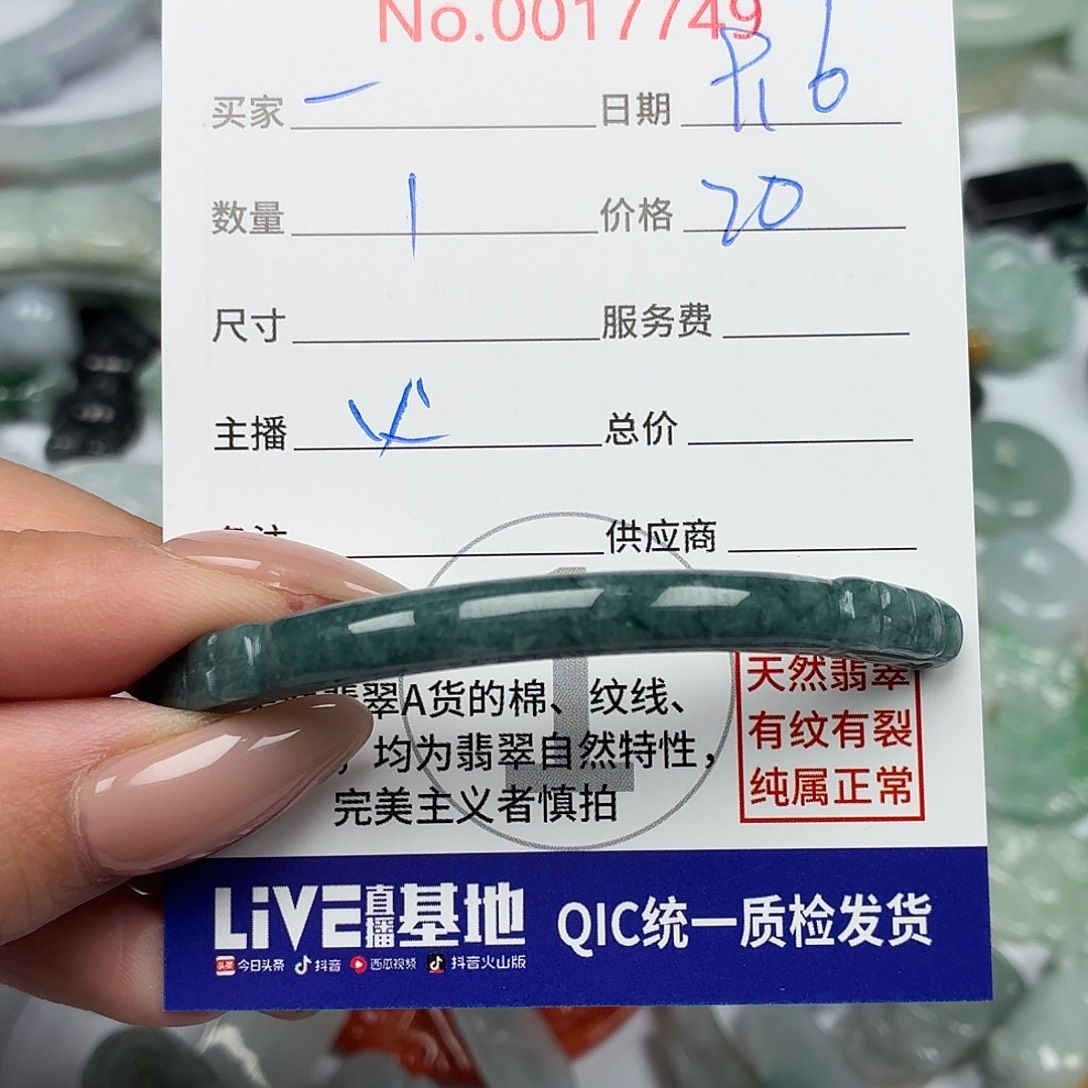 No.0017749
买家 一 日期
数量 1 价格 20
尺寸 服务费
主播 总价
供应商
翡翠A货的棉、纹线、
，均为翡翠自然特性，
完美主义者慎拍
天然翡翠
有纹有裂
纯属正常
LiVE直播基地 QIC统一质检发货
头条 今日头条 抖音 西瓜视频 抖音火山版